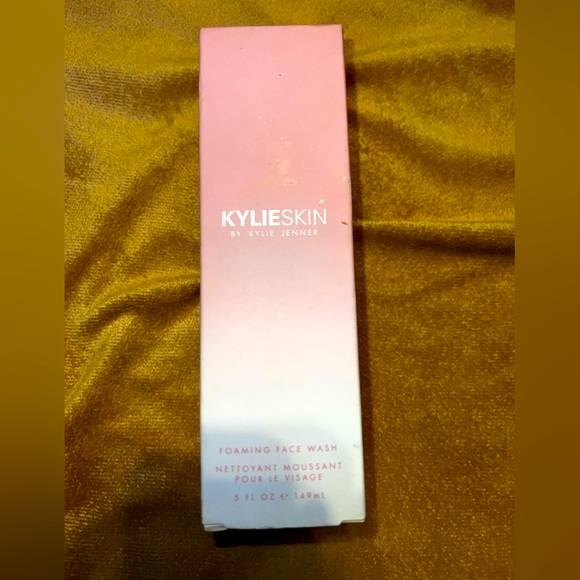 KYLIESKIN
BY KYLIE JENNER
FOAMING FACE WASH
NETTOYANT MOUSSANT
POUR LE VISAGE
5 FL.OZ ℮ 149mL